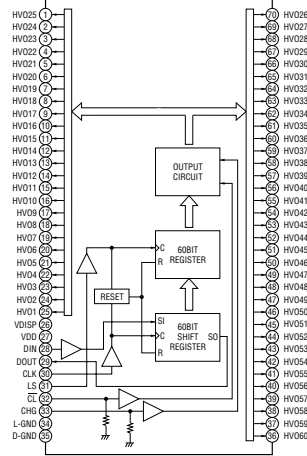 HVO25 1 70 HVO26
HVO24 2 69 HVO27
HVO23 3 68 HVO28
HVO22 4 67 HVO29
HVO21 5 66 HVO30
HVO20 6 65 HVO31
HVO19 7 64 HVO32
HVO18 8 63 HVO33
HVO17 9 62 HVO34
HVO16 10 61 HVO35
HVO15 11 60 HVO36
HVO14 12 59 HVO37
HVO13 13 58 HVO38
HVO12 14 57 HVO39
HVO11 15 56 HVO40
HVO10 16 55 HVO41
HVO9 17 54 HVO42
HVO8 18 53 HVO43
HVO7 19 52 HVO44
HVO6 20 51 HVO45
HVO5 21 50 HVO46
HVO4 22 49 HVO47
HVO3 23 48 HVO48
HVO2 24 47 HVO49
HVO1 25 46 HVO50
VDISP 26 45 HVO51
VDD 27 44 HVO52
DIN 28 43 HVO53
DOUT 29 42 HVO54
CLK 30 41 HVO55
LS 31 40 HVO56
CL 32 39 HVO57
CHG 33 38 HVO58
L-GND 34 37 HVO59
D-GND 35 36 HVO60
OUTPUT
CIRCUIT
C 60BIT
R REGISTER
RESET
SI 60BIT SO
C SHIFT
R REGISTER